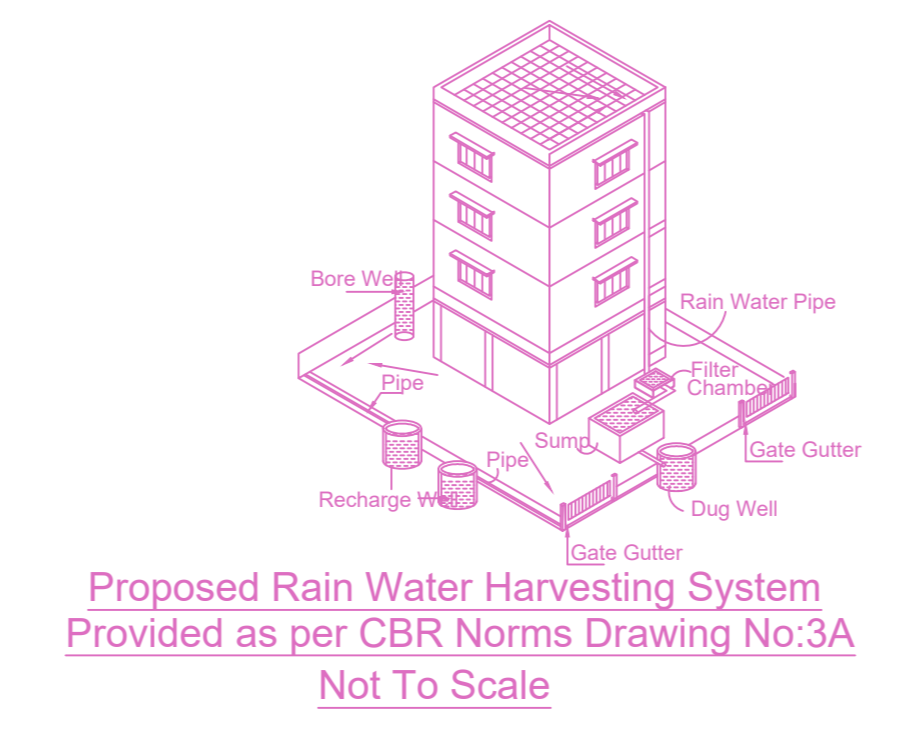 Bore Well
Rain Water Pipe
Filter
Chamber
Pipe
Sump
Gate Gutter
Pipe
Recharge Well
Dug Well
Gate Gutter
Proposed Rain Water Harvesting System
Provided as per CBR Norms Drawing No:3A
Not To Scale